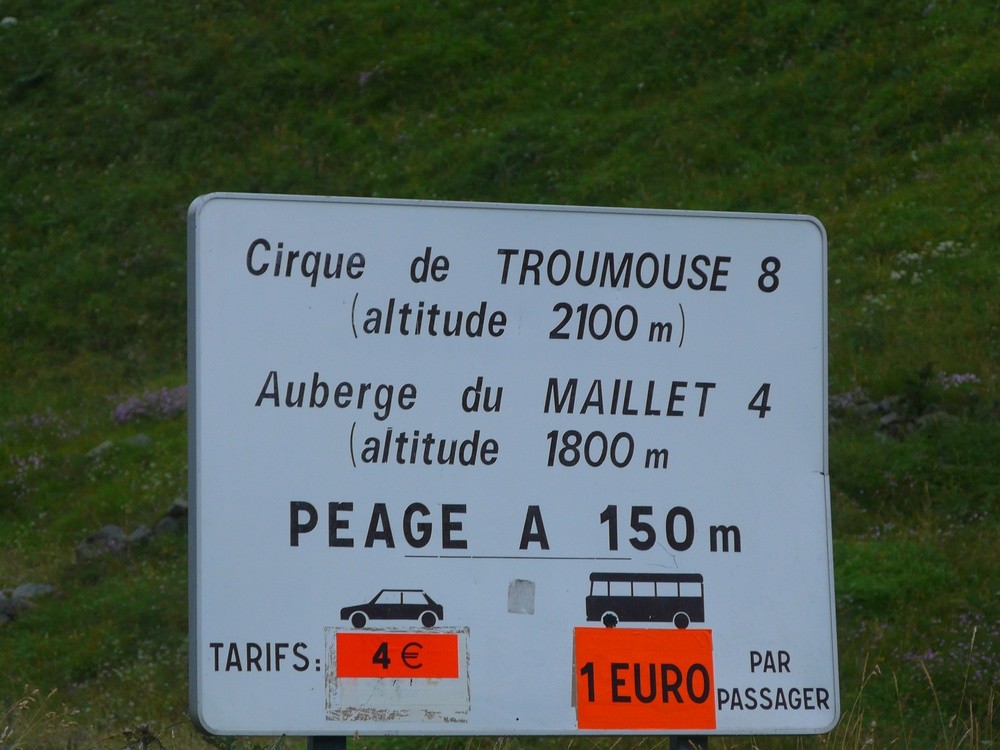 Cirque de TROUMOUSE 8
(altitude 2100 m)
Auberge du MAILLET 4
(altitude 1800 m
PEAGE A 150 m
TARIFS: 4 € 1 EURO PAR PASSAGER